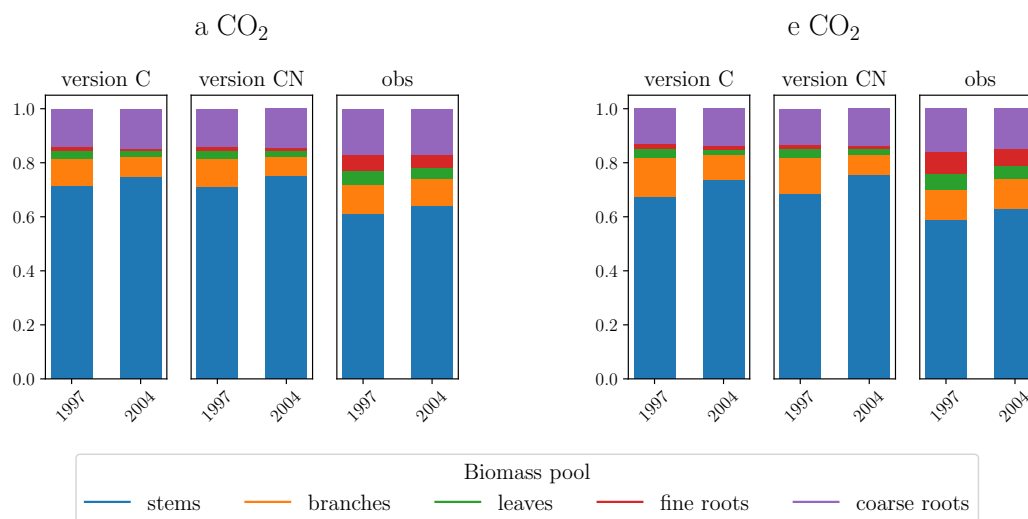 a CO₂
e CO₂
version C
version CN
obs
version C
version CN
obs
1.0
0.8
0.6
0.4
0.2
0.0
1.0
0.8
0.6
0.4
0.2
0.0
1997
2004
1997
2004
1997
2004
1997
2004
1997
2004
1997
2004
Biomass pool
stems
branches
leaves
fine roots
coarse roots